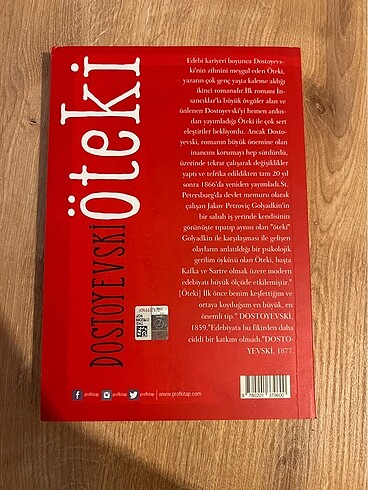 öteki
DOSTOYEVSKİ
Edebi kariyeri boyunca Dostoyevs-
ki'nin zihnini meşgul eden Öteki,
yazarın çok genç yaşta kaleme aldığı
ikinci romanıdır.İlk romanı İn-
sancıklar'la büyük övgüler alan ve
ünlenen Dostoyevski'yi hemen ardın-
dan yayımladığı Öteki ile çok sert
eleştiriler bekliyordu. Ancak Dosto-
yevski, romanın büyük önemine olan
inancını korumayı hep sürdürdü,
üzerinde tekrar çalışarak değişiklikler
yaptı ve tefrika edildikten tam 20 yıl
sonra 1866'da yeniden yayımladı.St.
Petersburg'da devlet memuru olarak
çalışan Jakov Petroviç Golyadkin'in
bir sabah iş yerinde kendisinin
görünüşte tıpatıp aynısı olan "öteki"
Golyadkin ile karşılaşması ile gelişen
olayların anlatıldığı bir psikolojik
gerilim öyküsü olan Öteki, başta
Kafka ve Sartre olmak üzere modern
edebiyatı büyük ölçüde etkilemiştir."
[Öteki] İlk önce benim keşfettiğim ve
ortaya koyduğum en büyük, en
önemli tip." DOSTOYEVSKİ,
1859."Edebiyata bu fikirden daha
ciddi bir katkım olmadı."DOSTO-
YEVSKİ, 1877.
profkitap profkitap profkitap | www.profkitap.com
9 780201 379600